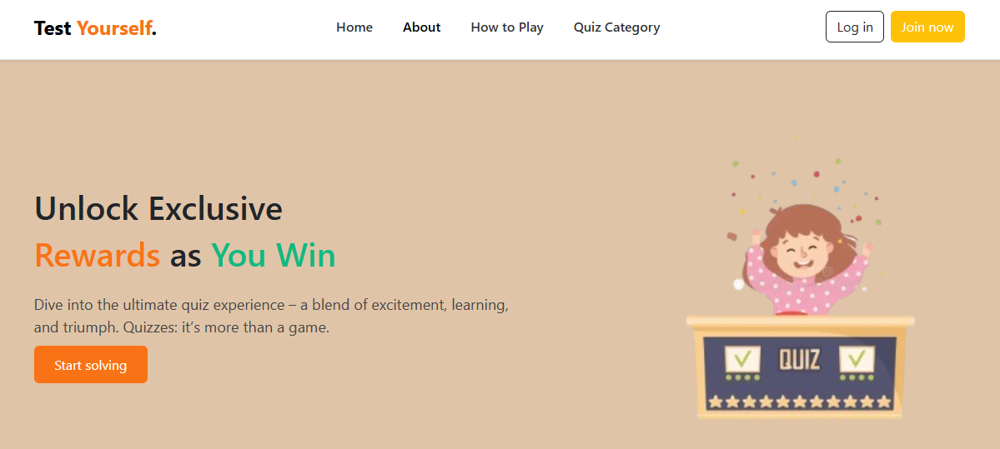 Test Yourself.
Home About How to Play Quiz Category
Log in Join now
Unlock Exclusive
Rewards as You Win
Dive into the ultimate quiz experience – a blend of excitement, learning,
and triumph. Quizzes: it’s more than a game.
Start solving
QUIZ